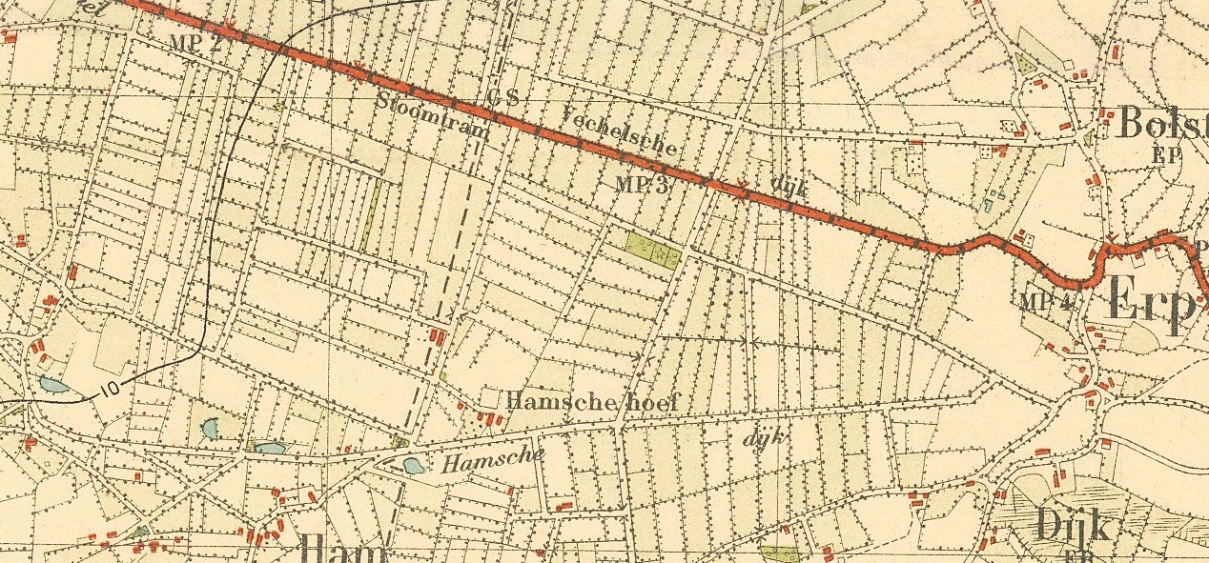 MP. 2
Stoomtram
GS
Vechelsche
dijk
MP. 3
Bolst
EP
MP. 4
Erp
10
Hamsche hoef
Hamsche
dijk
Ham
Dijk
EP